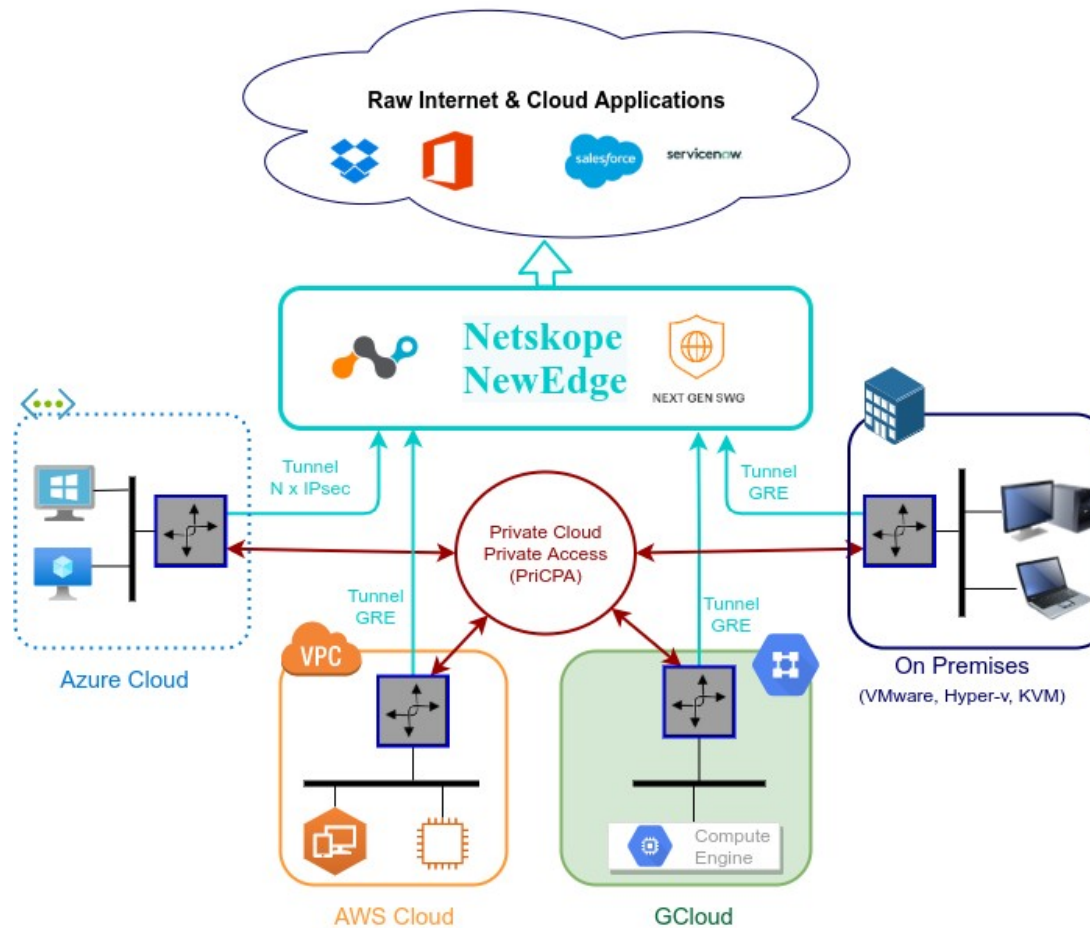 Raw Internet & Cloud Applications
salesforce
servicenow
Netskope
NewEdge
NEXT GEN SWG
Tunnel
N x IPsec
Tunnel
GRE
Private Cloud
Private Access
(PriCPA)
Tunnel
GRE
Tunnel
GRE
Azure Cloud
VPC
On Premises
(VMware, Hyper-v, KVM)
Compute
Engine
AWS Cloud
GCloud